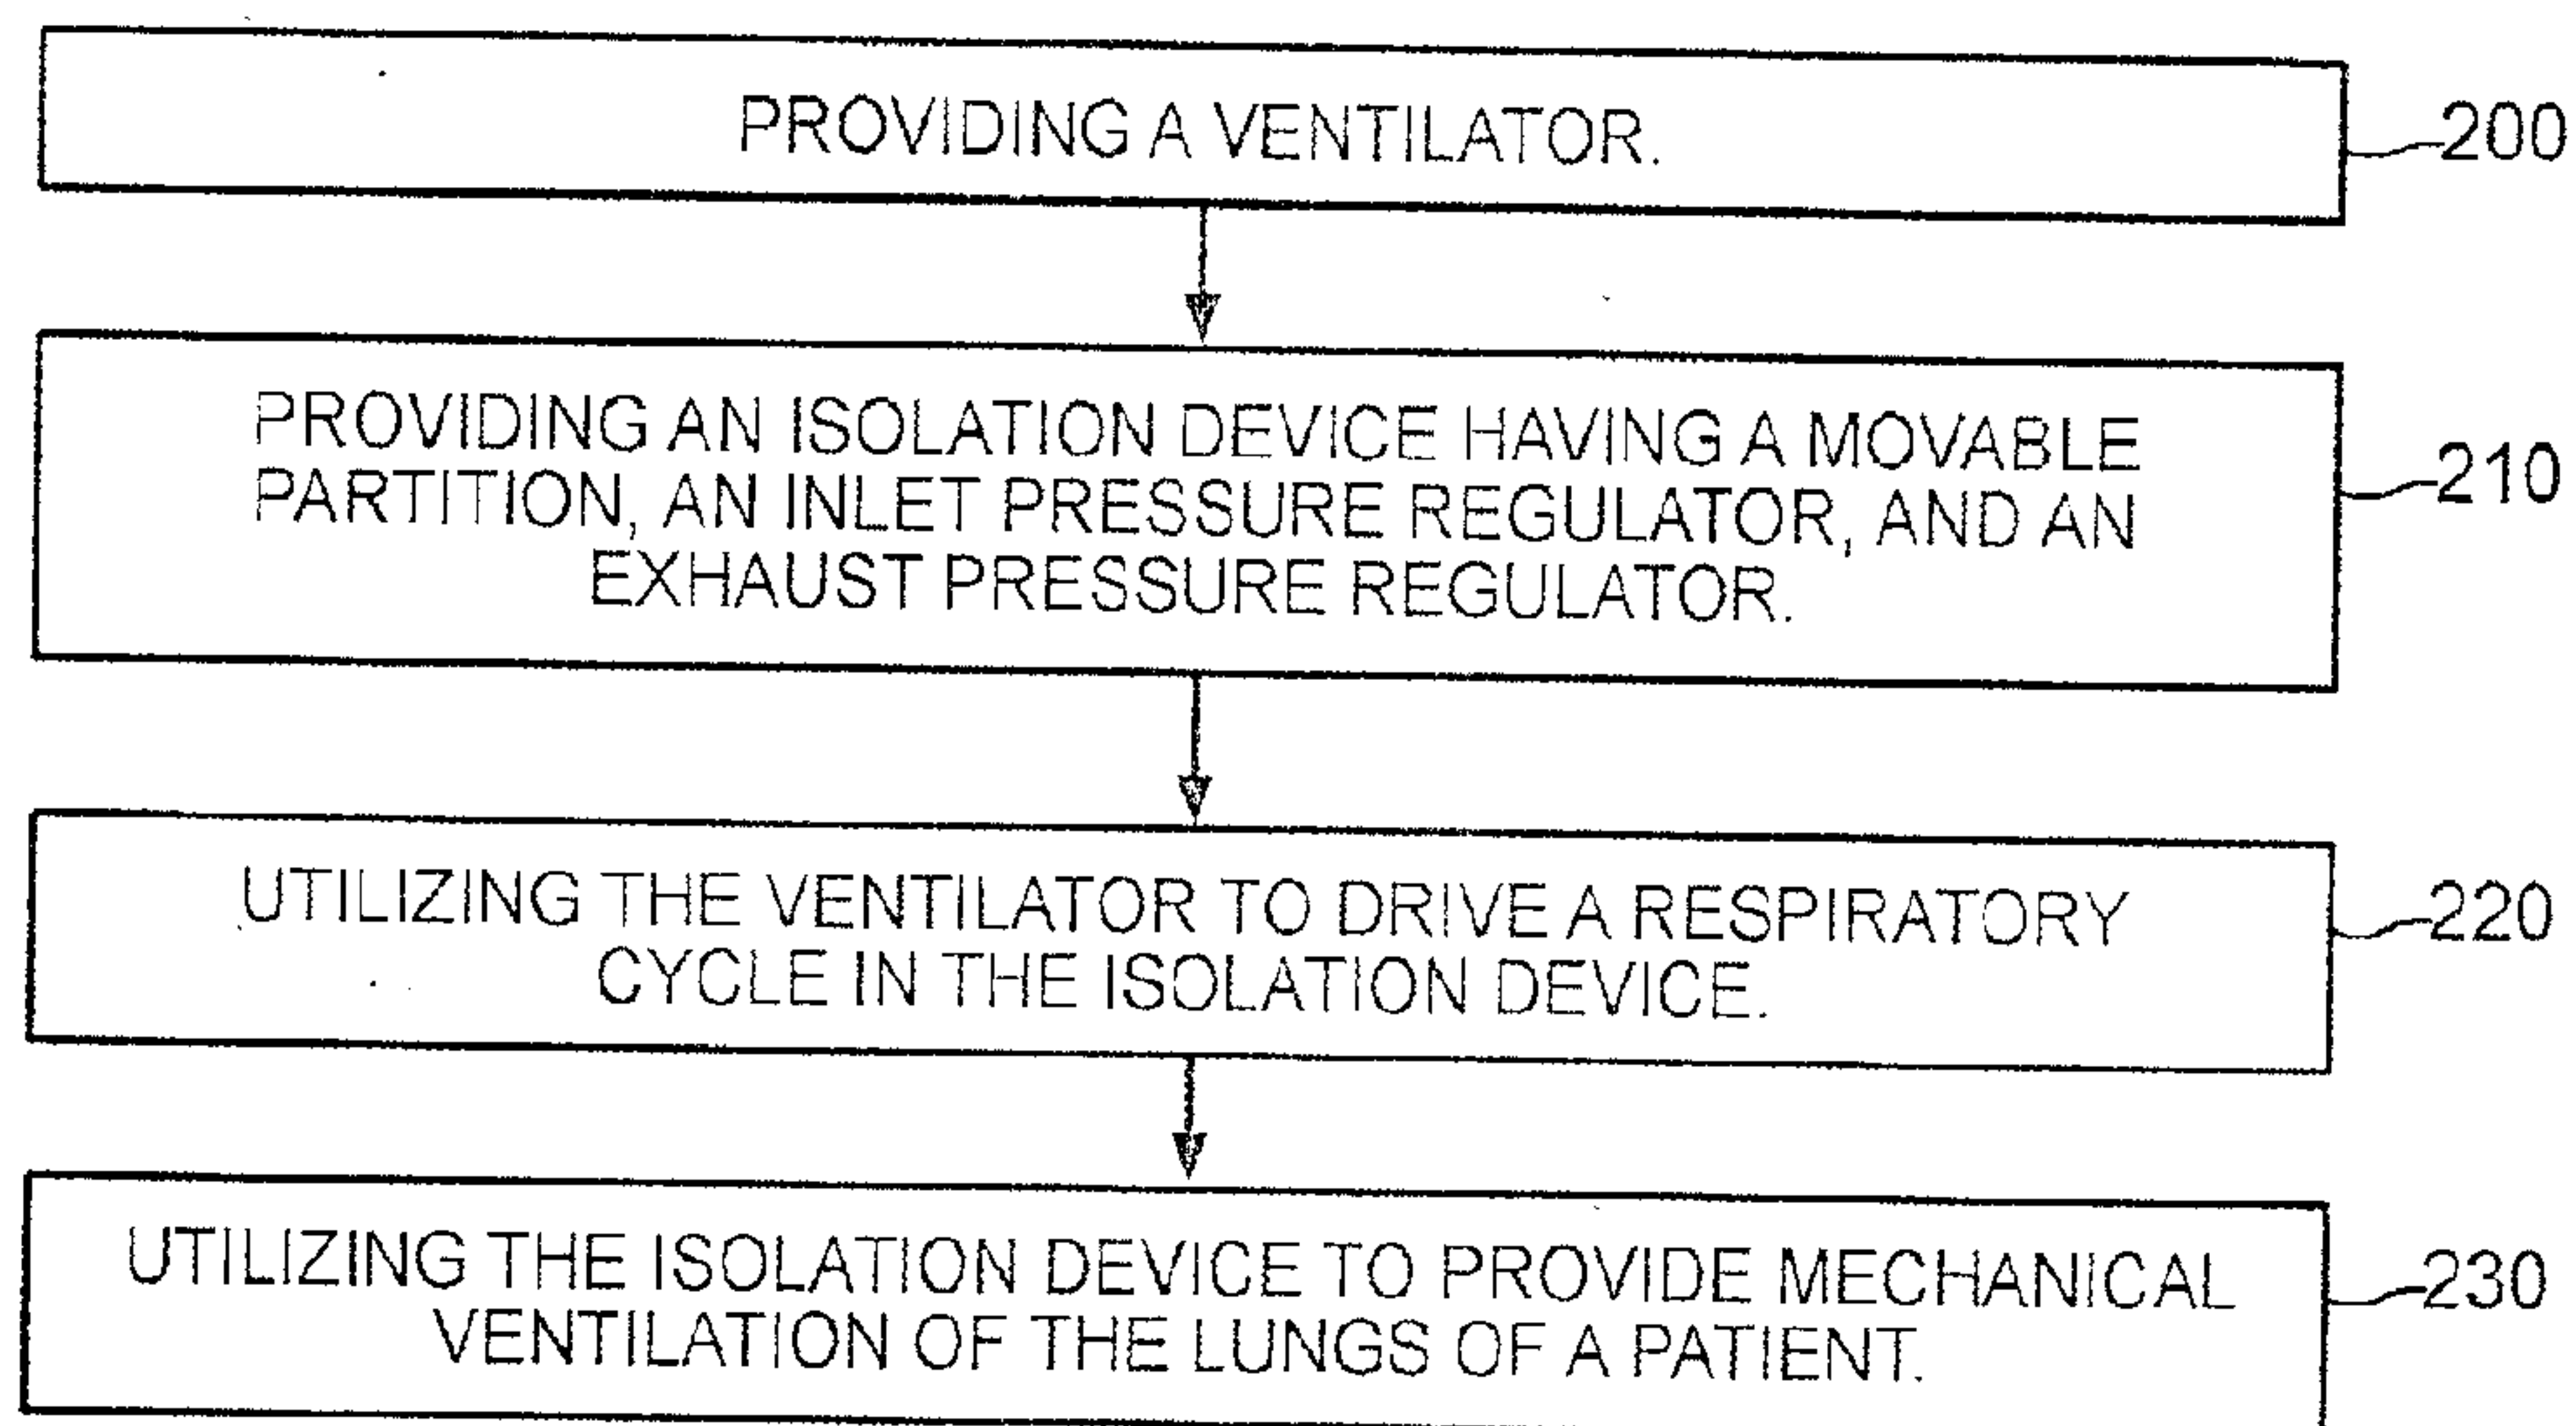 PROVIDING A VENTILATOR.
200
PROVIDING AN ISOLATION DEVICE HAVING A MOVABLE
PARTITION, AN INLET PRESSURE REGULATOR, AND AN
EXHAUST PRESSURE REGULATOR.
210
UTILIZING THE VENTILATOR TO DRIVE A RESPIRATORY
CYCLE IN THE ISOLATION DEVICE.
220
UTILIZING THE ISOLATION DEVICE TO PROVIDE MECHANICAL
VENTILATION OF THE LUNGS OF A PATIENT.
230